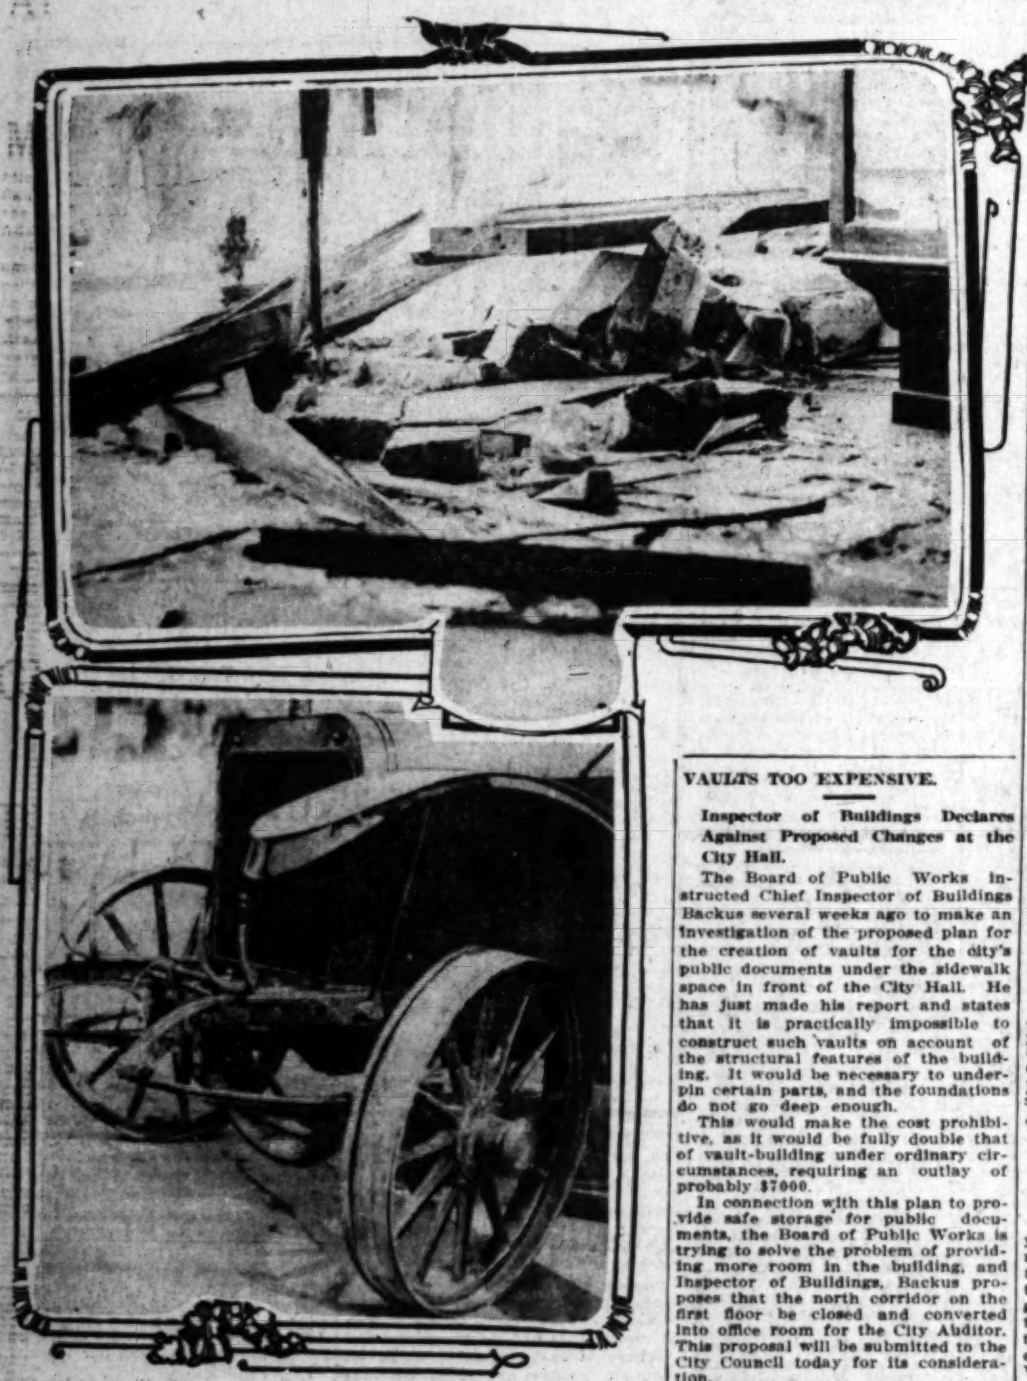 VAULTS TOO EXPENSIVE.
Inspector of Buildings Declares
Against Proposed Changes at the
City Hall.
The Board of Public Works in-
structed Chief Inspector of Buildings
Backus several weeks ago to make an
investigation of the proposed plan for
the creation of vaults for the city's
public documents under the sidewalk
space in front of the City Hall. He
has just made his report and states
that it is practically impossible to
construct such vaults on account of
the structural features of the build-
ing. It would be necessary to under-
pin certain parts, and the foundations
do not go deep enough.
This would make the cost prohibi-
tive, as it would be fully double that
of vault-building under ordinary cir-
cumstances, requiring an outlay of
probably $7000.
In connection with this plan to pro-
vide safe storage for public docu-
ments, the Board of Public Works is
trying to solve the problem of provid-
ing more room in the building, and
Inspector of Buildings, Backus pro-
poses that the north corridor on the
first floor be closed and converted
into office room for the City Auditor.
This proposal will be submitted to the
City Council today for its considera-
tion.